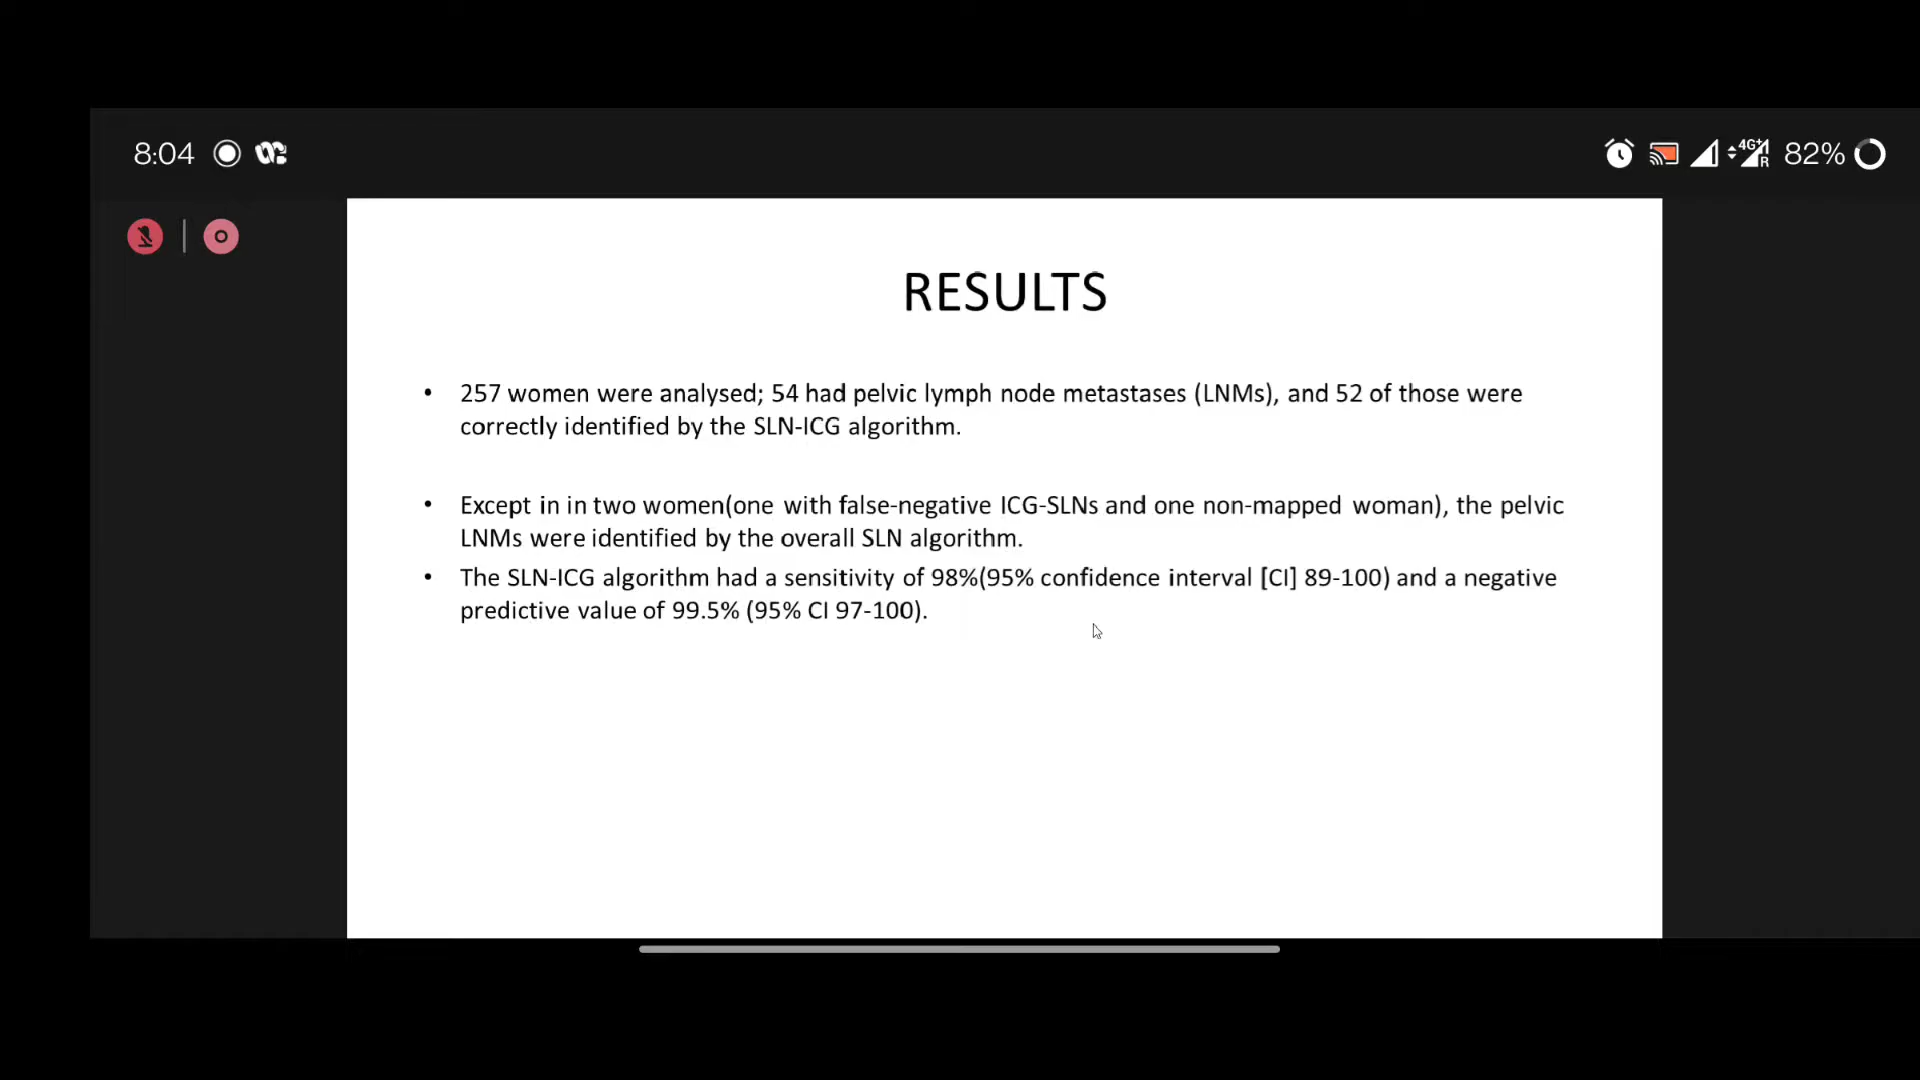 8:04
4G+
R
82%
RESULTS
• 257 women were analysed; 54 had pelvic lymph node metastases (LNMs), and 52 of those were
correctly identified by the SLN-ICG algorithm.
• Except in in two women(one with false-negative ICG-SLNs and one non-mapped woman), the pelvic
LNMs were identified by the overall SLN algorithm.
• The SLN-ICG algorithm had a sensitivity of 98%(95% confidence interval [CI] 89-100) and a negative
predictive value of 99.5% (95% CI 97-100).